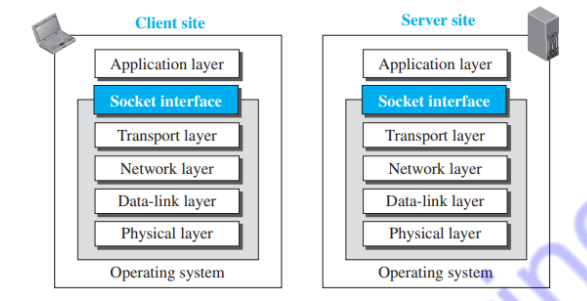 Client site
Application layer
Socket interface
Transport layer
Network layer
Data-link layer
Physical layer
Operating system
Server site
Application layer
Socket interface
Transport layer
Network layer
Data-link layer
Physical layer
Operating system